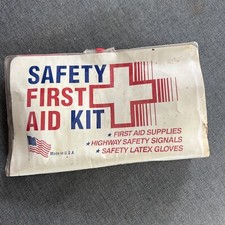 SAFETY
FIRST
AID KIT
★ FIRST AID SUPPLIES
★ HIGHWAY SAFETY SIGNALS
★ SAFETY LATEX GLOVES
Made in U.S.A.